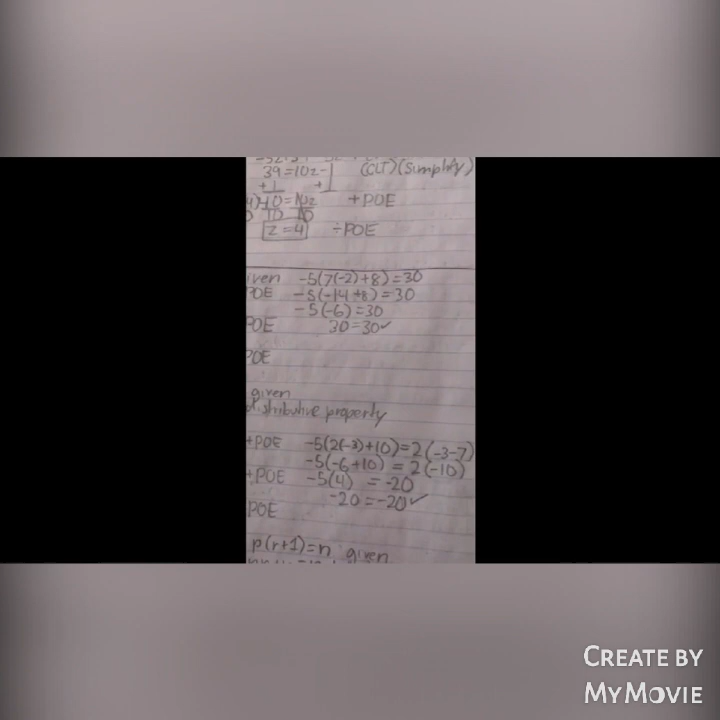 39=10z-1 (CLT)(Simplify)
+1 +1
40=10z +POE
10 10
z=4 ÷POE
given -5(7(-2)+8)=30
POE -5(-14+8)=30
-5(-6)=30
POE 30=30✓
POE
given
distributive property
+POE -5(2(-3)+10)=2(-3-7)
-5(-6+10)=2(-10)
+POE -5(4) = -20
-20=-20✓
POE
p(r+1)=n given
CREATE BY
MYMOVIE